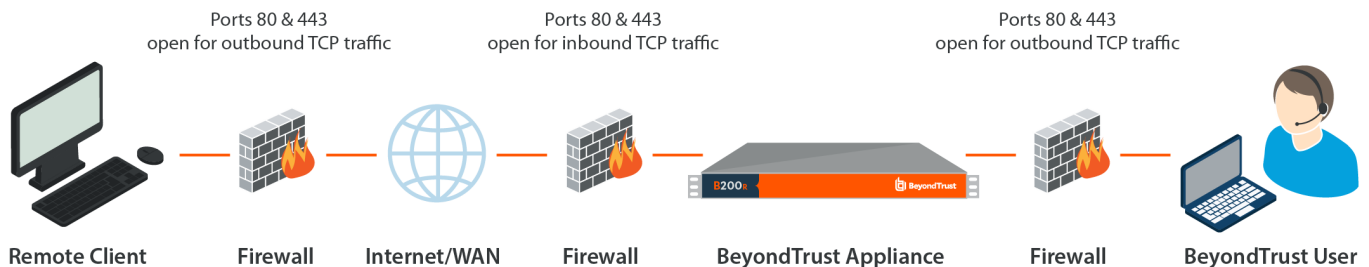 Ports 80 & 443
open for outbound TCP traffic
Ports 80 & 443
open for inbound TCP traffic
Ports 80 & 443
open for outbound TCP traffic
B200R
BeyondTrust
Remote Client
Firewall
Internet/WAN
Firewall
BeyondTrust Appliance
Firewall
BeyondTrust User